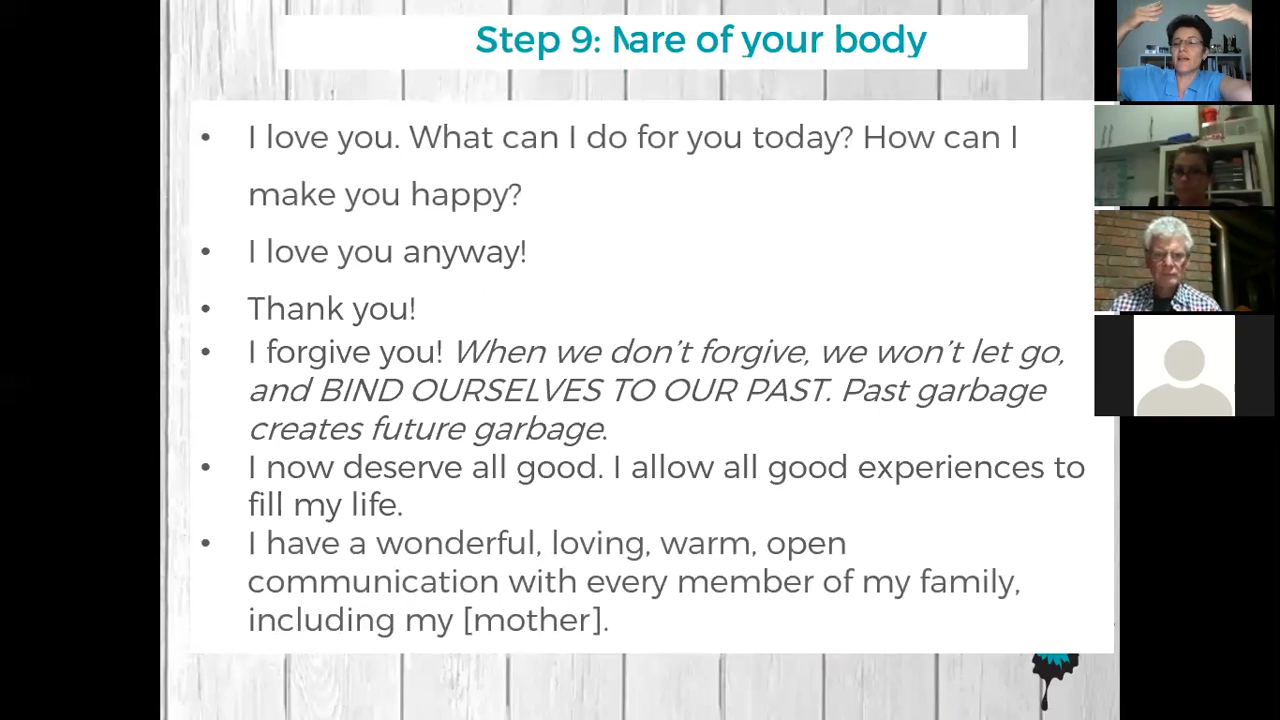 Step 9: Nare of your body
• I love you. What can I do for you today? How can I
make you happy?
• I love you anyway!
• Thank you!
• I forgive you! When we don’t forgive, we won’t let go,
and BIND OURSELVES TO OUR PAST. Past garbage
creates future garbage.
• I now deserve all good. I allow all good experiences to
fill my life.
• I have a wonderful, loving, warm, open
communication with every member of my family,
including my [mother].